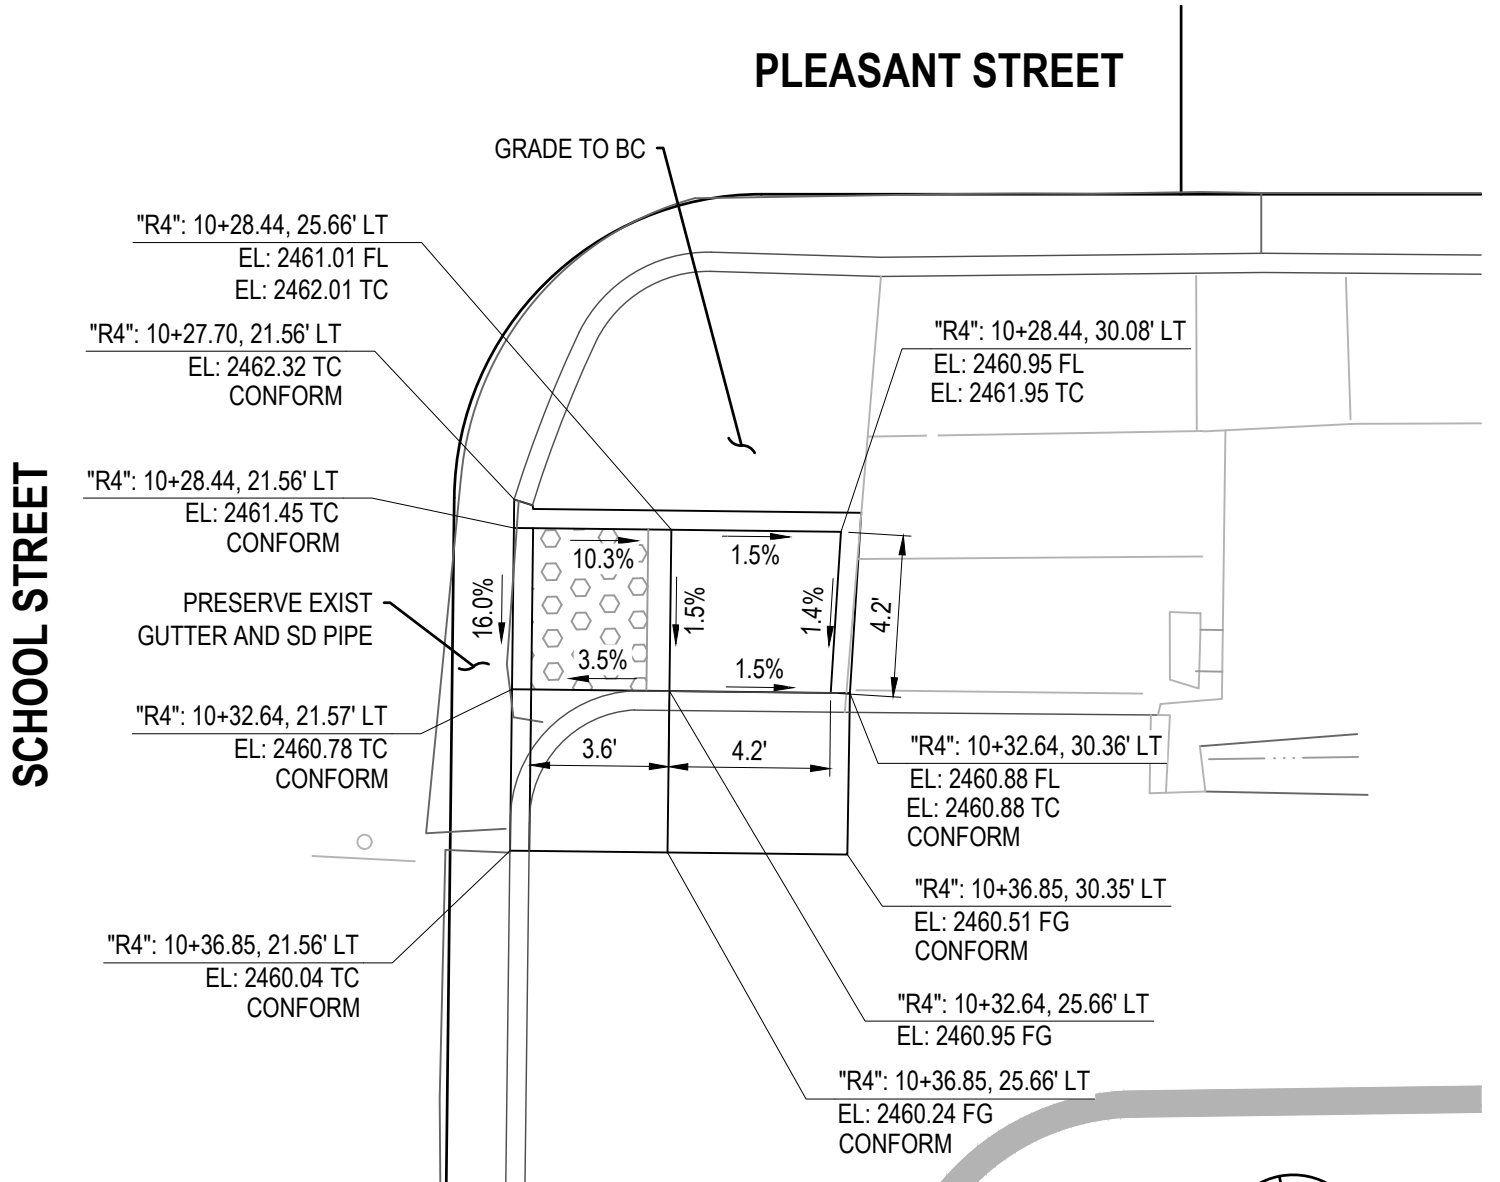 PLEASANT STREET
GRADE TO BC
"R4": 10+28.44, 25.66' LT
EL: 2461.01 FL
EL: 2462.01 TC
"R4": 10+27.70, 21.56' LT
EL: 2462.32 TC
CONFORM
"R4": 10+28.44, 30.08' LT
EL: 2460.95 FL
EL: 2461.95 TC
"R4": 10+28.44, 21.56' LT
EL: 2461.45 TC
CONFORM
SCHOOL STREET
PRESERVE EXIST
GUTTER AND SD PIPE
10.3%
1.5%
16.0%
1.5%
1.4%
4.2'
3.5%
1.5%
"R4": 10+32.64, 21.57' LT
EL: 2460.78 TC
CONFORM
3.6'
4.2'
"R4": 10+32.64, 30.36' LT
EL: 2460.88 FL
EL: 2460.88 TC
CONFORM
"R4": 10+36.85, 30.35' LT
EL: 2460.51 FG
CONFORM
"R4": 10+36.85, 21.56' LT
EL: 2460.04 TC
CONFORM
"R4": 10+32.64, 25.66' LT
EL: 2460.95 FG
"R4": 10+36.85, 25.66' LT
EL: 2460.24 FG
CONFORM